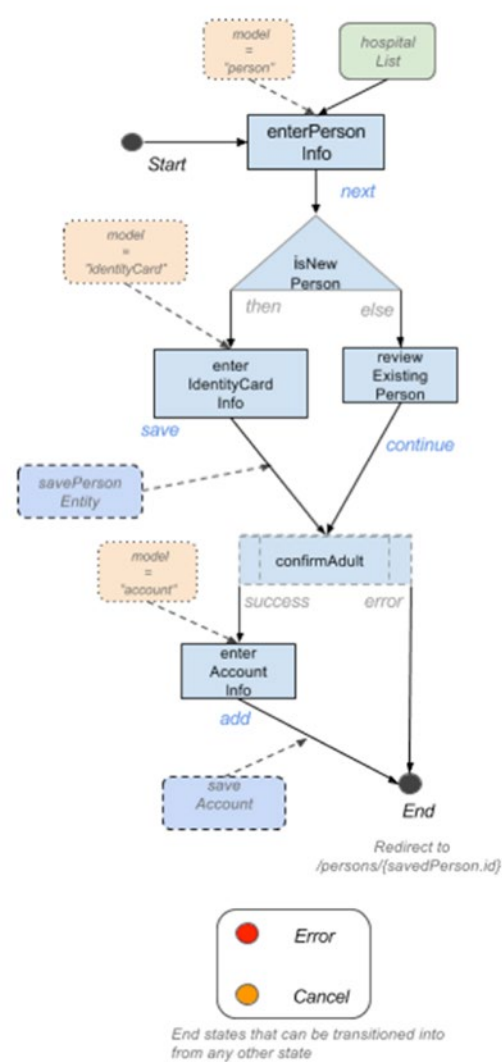 model
=
"person"
hospital
List
enterPerson
Info
Start
next
model
=
"IdentityCard"
isNew
Person
then
else
enter
IdentityCard
Info
review
Existing
Person
save
continue
savePerson
Entity
model
=
"account"
confirmAdult
success
error
enter
Account
Info
add
save
Account
End
Redirect to
/persons/{savedPerson.id}
Error
Cancel
End states that can be transitioned into
from any other state